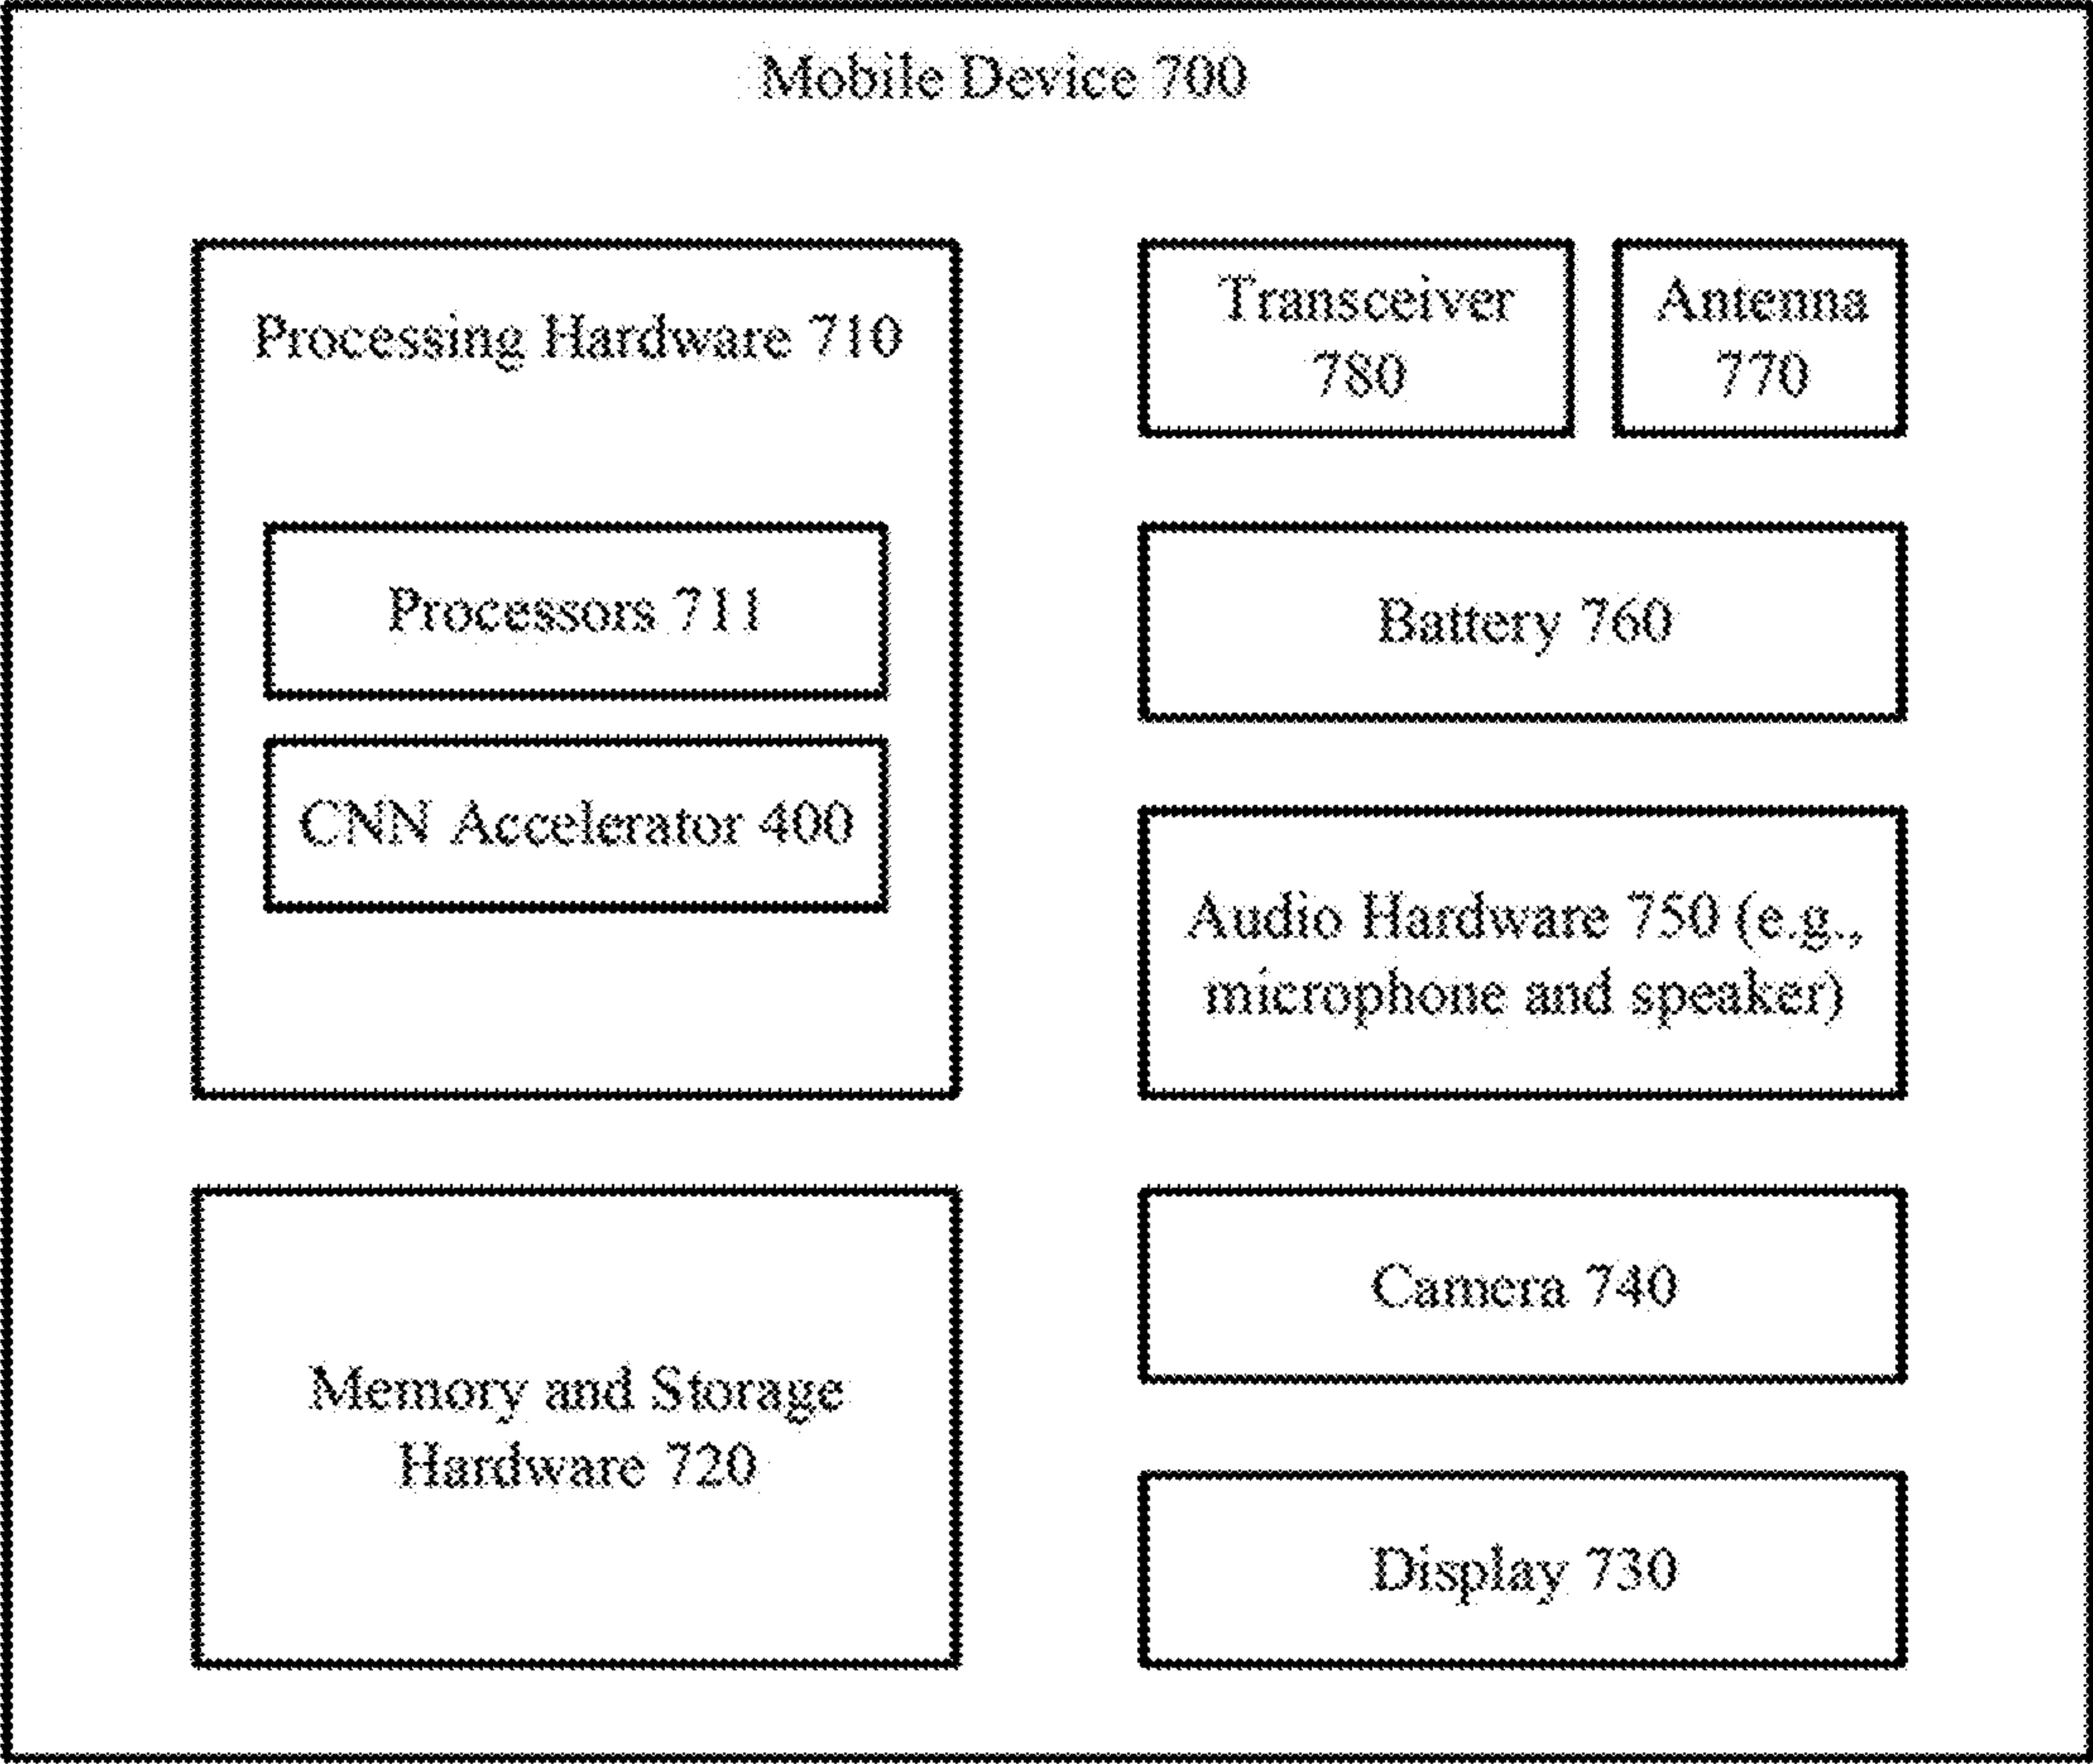 Mobile Device 700
Processing Hardware 710
Processors 711
CNN Accelerator 400
Memory and Storage
Hardware 720
Transceiver
780
Antenna
770
Battery 760
Audio Hardware 750 (e.g.,
microphone and speaker)
Camera 740
Display 730